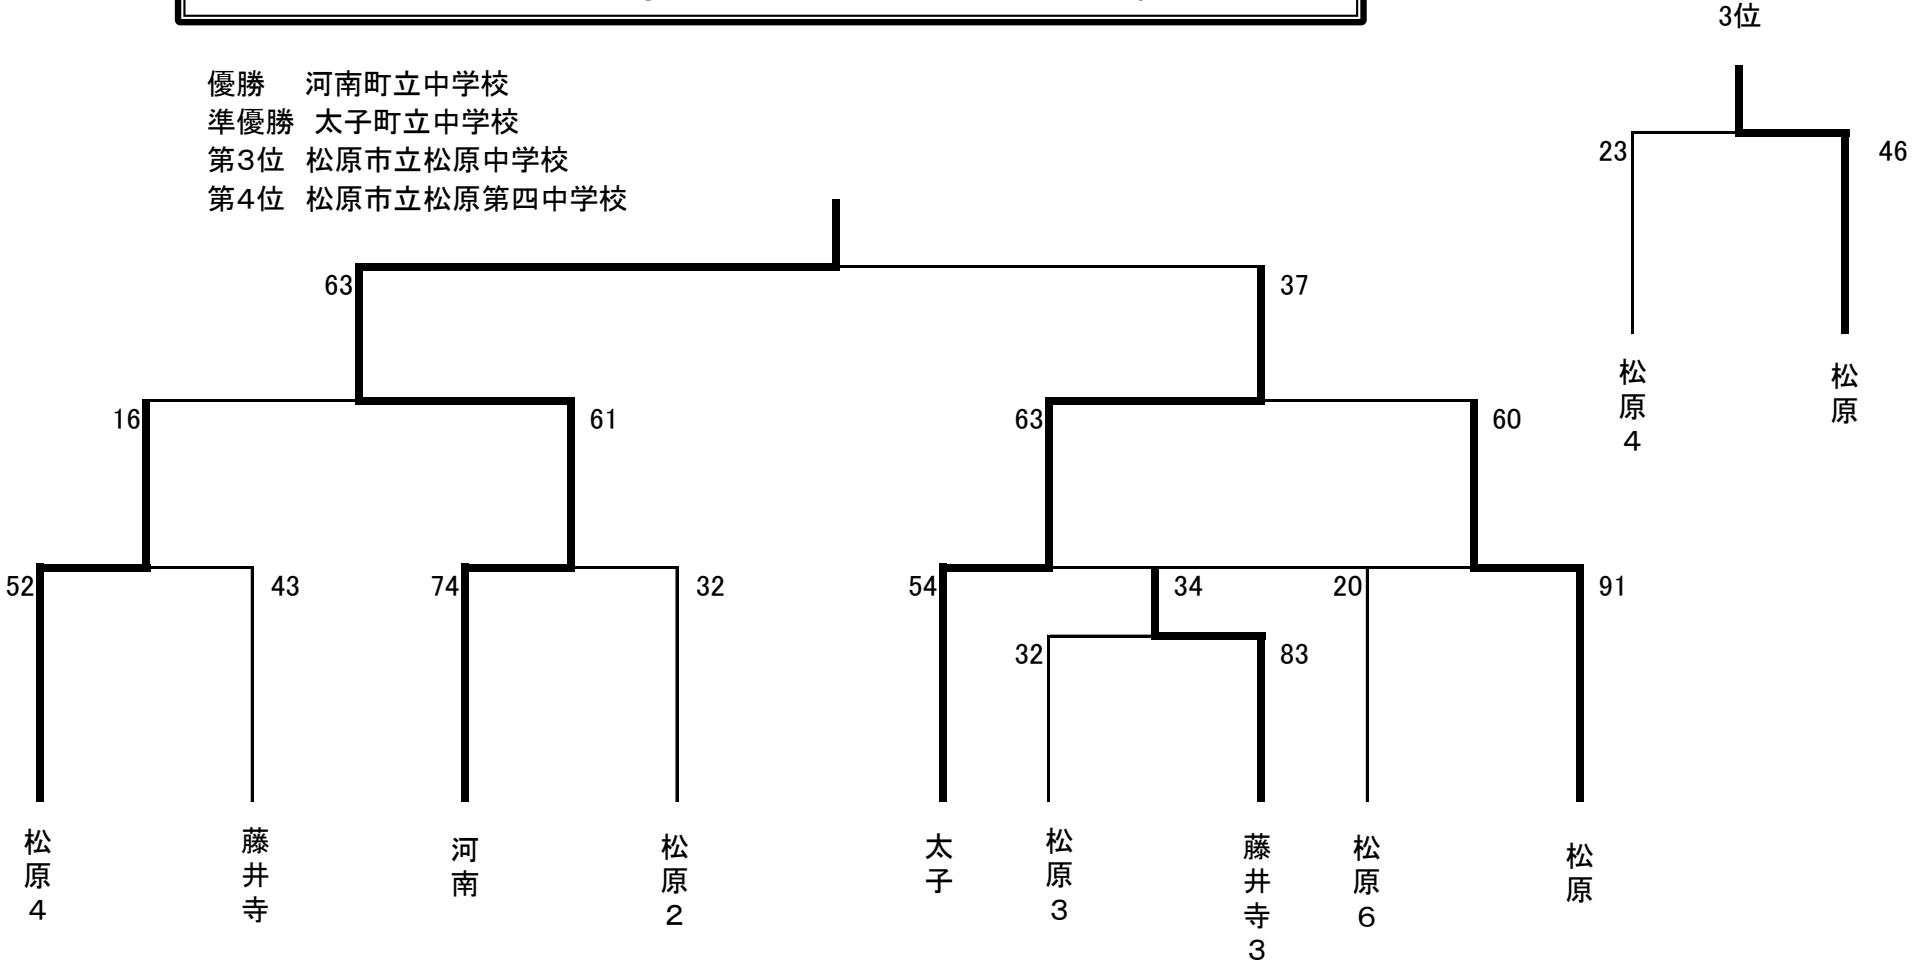 3位
優勝　河南町立中学校
準優勝　太子町立中学校
第3位　松原市立松原中学校
第4位　松原市立松原第四中学校
23
46
63
37
松原4
松原
16
61
63
60
52
43
74
32
54
34
20
91
32
83
松原4
藤井寺
河南
松原2
太子
松原3
藤井寺3
松原6
松原